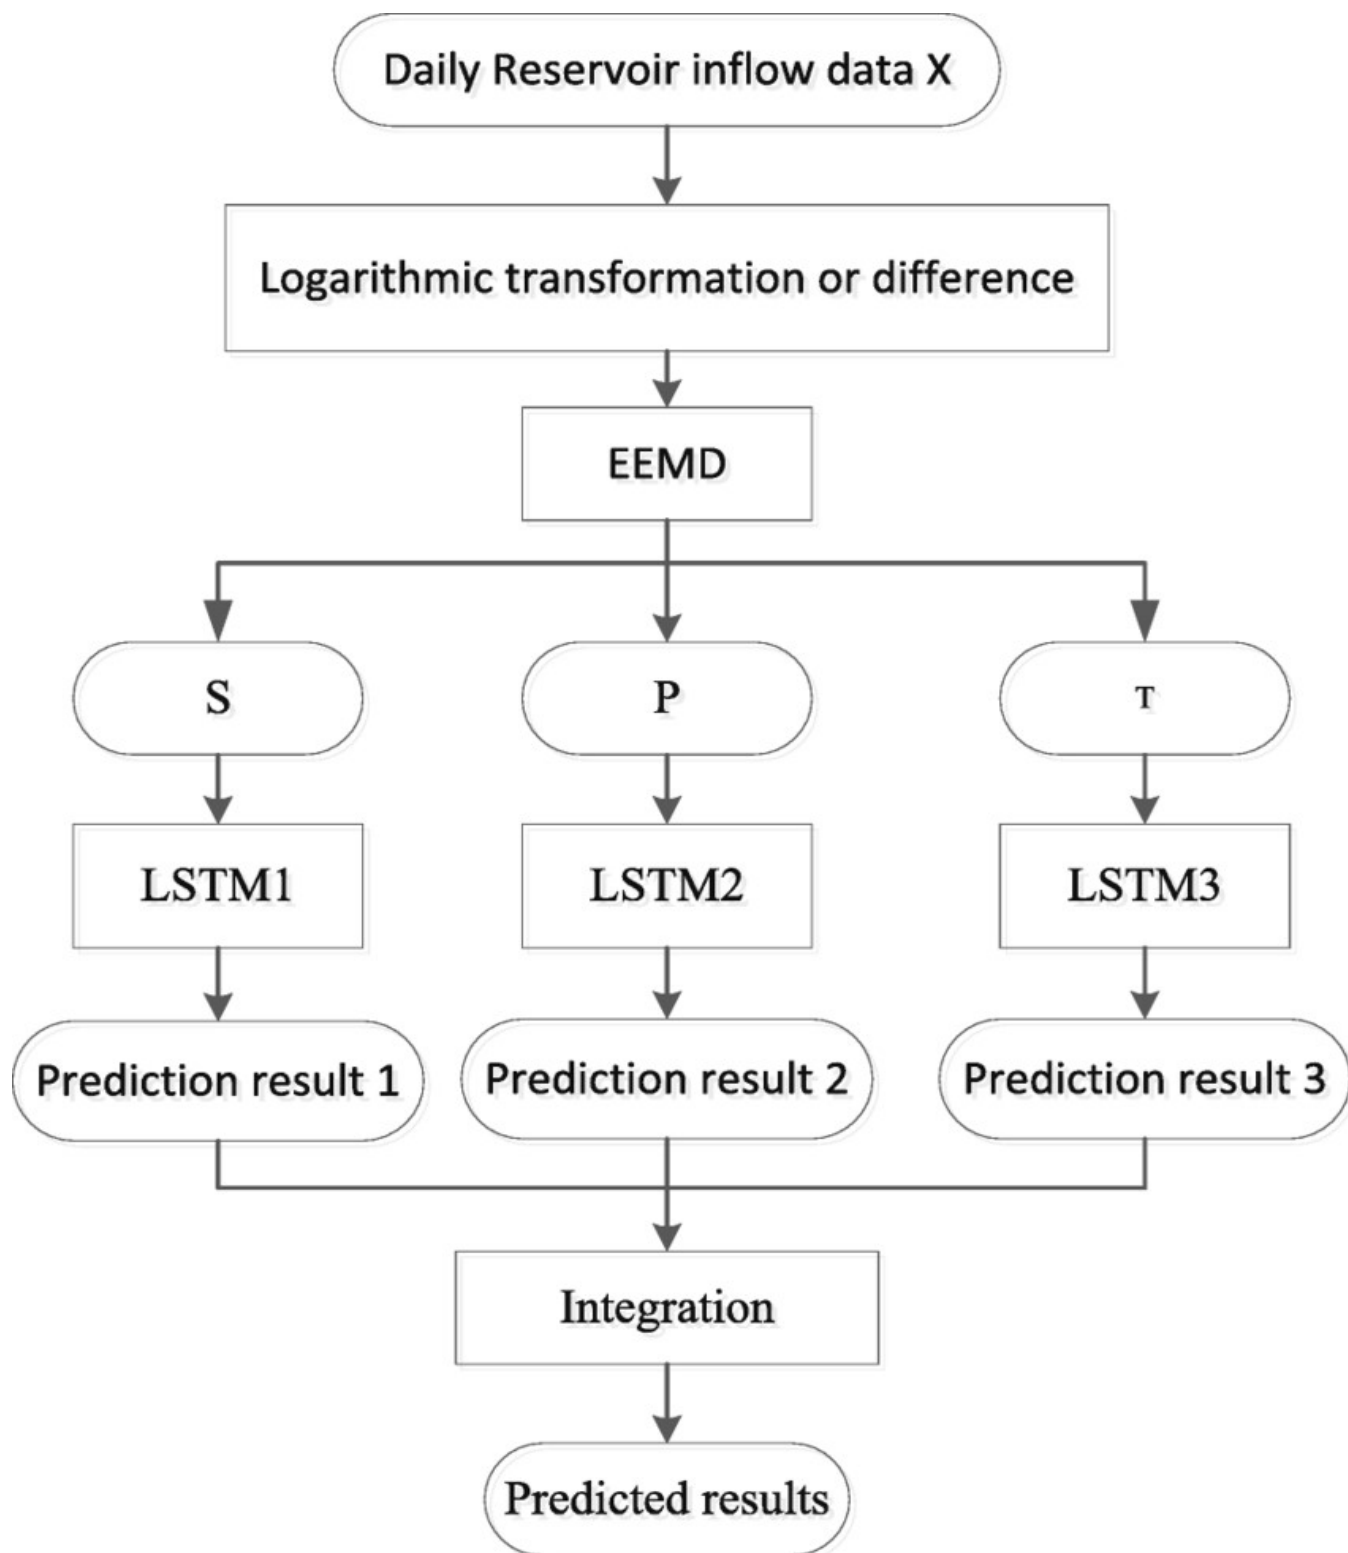 Daily Reservoir inflow data X
Logarithmic transformation or difference
EEMD
S
P
T
LSTM1
LSTM2
LSTM3
Prediction result 1
Prediction result 2
Prediction result 3
Integration
Predicted results